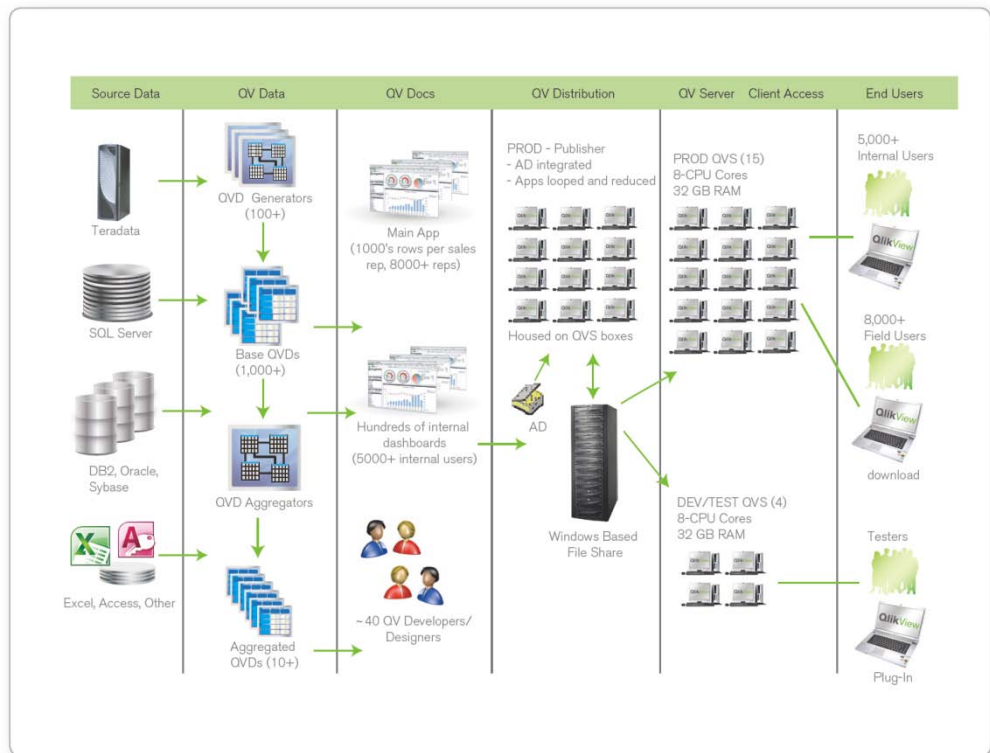 Source Data
QV Data
QV Docs
QV Distribution
QV Server
Client Access
End Users
Teradata
SQL Server
DB2, Oracle,
Sybase
Excel, Access, Other
QVD Generators
(100+)
Base QVDs
(1,000+)
QVD Aggregators
Aggregated
QVDs (10+)
Main App
(1000's rows per sales
rep, 8000+ reps)
Hundreds of internal
dashboards
(5000+ internal users)
~40 QV Developers/
Designers
PROD - Publisher
- AD integrated
- Apps looped and reduced
Housed on QVS boxes
AD
Windows Based
File Share
PROD QVS (15)
8-CPU Cores
32 GB RAM
DEV/TEST QVS (4)
8-CPU Cores
32 GB RAM
5,000+
Internal Users
QlikView
8,000+
Field Users
QlikView
download
Testers
QlikView
Plug-In